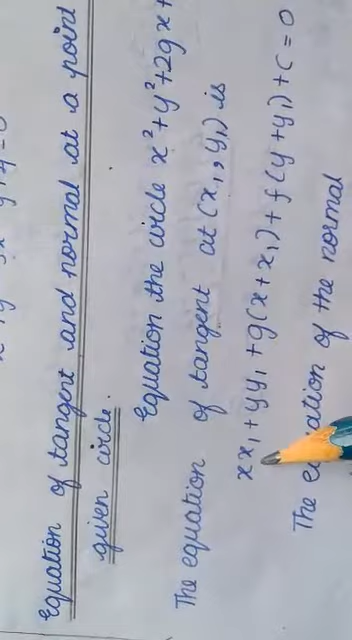 Equation of tangent and normal at a point
given circle.
Equation the circle x²+y²+2gx+
The equation of tangent at (x₁, y₁) is
xx₁+yy₁+g(x+x₁)+f(y+y₁)+c=0
The equation of the normal